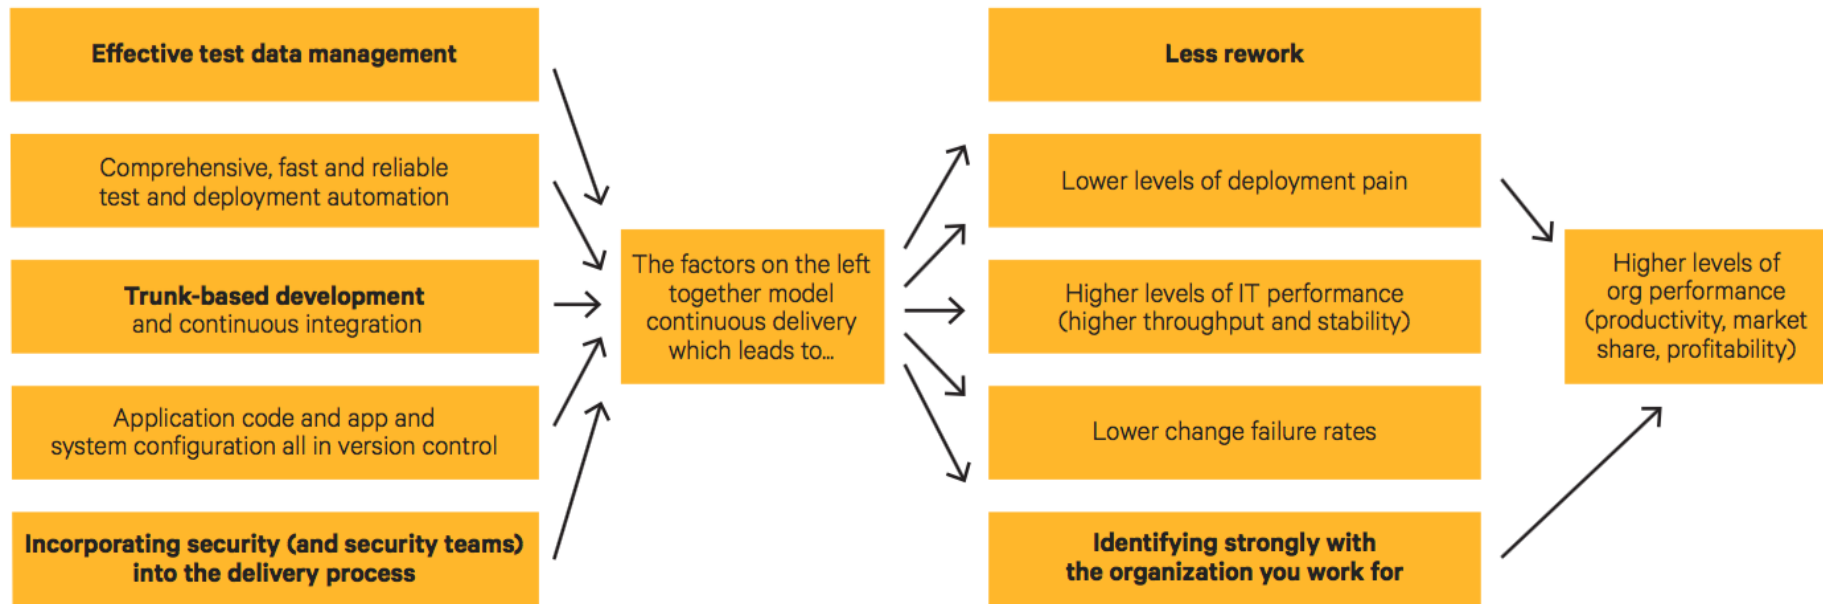 Effective test data management
Comprehensive, fast and reliable
test and deployment automation
Trunk-based development
and continuous integration
Application code and app and
system configuration all in version control
Incorporating security (and security teams)
into the delivery process
The factors on the left
together model
continuous delivery
which leads to...
Less rework
Lower levels of deployment pain
Higher levels of IT performance
(higher throughput and stability)
Lower change failure rates
Identifying strongly with
the organization you work for
Higher levels of
org performance
(productivity, market
share, profitability)